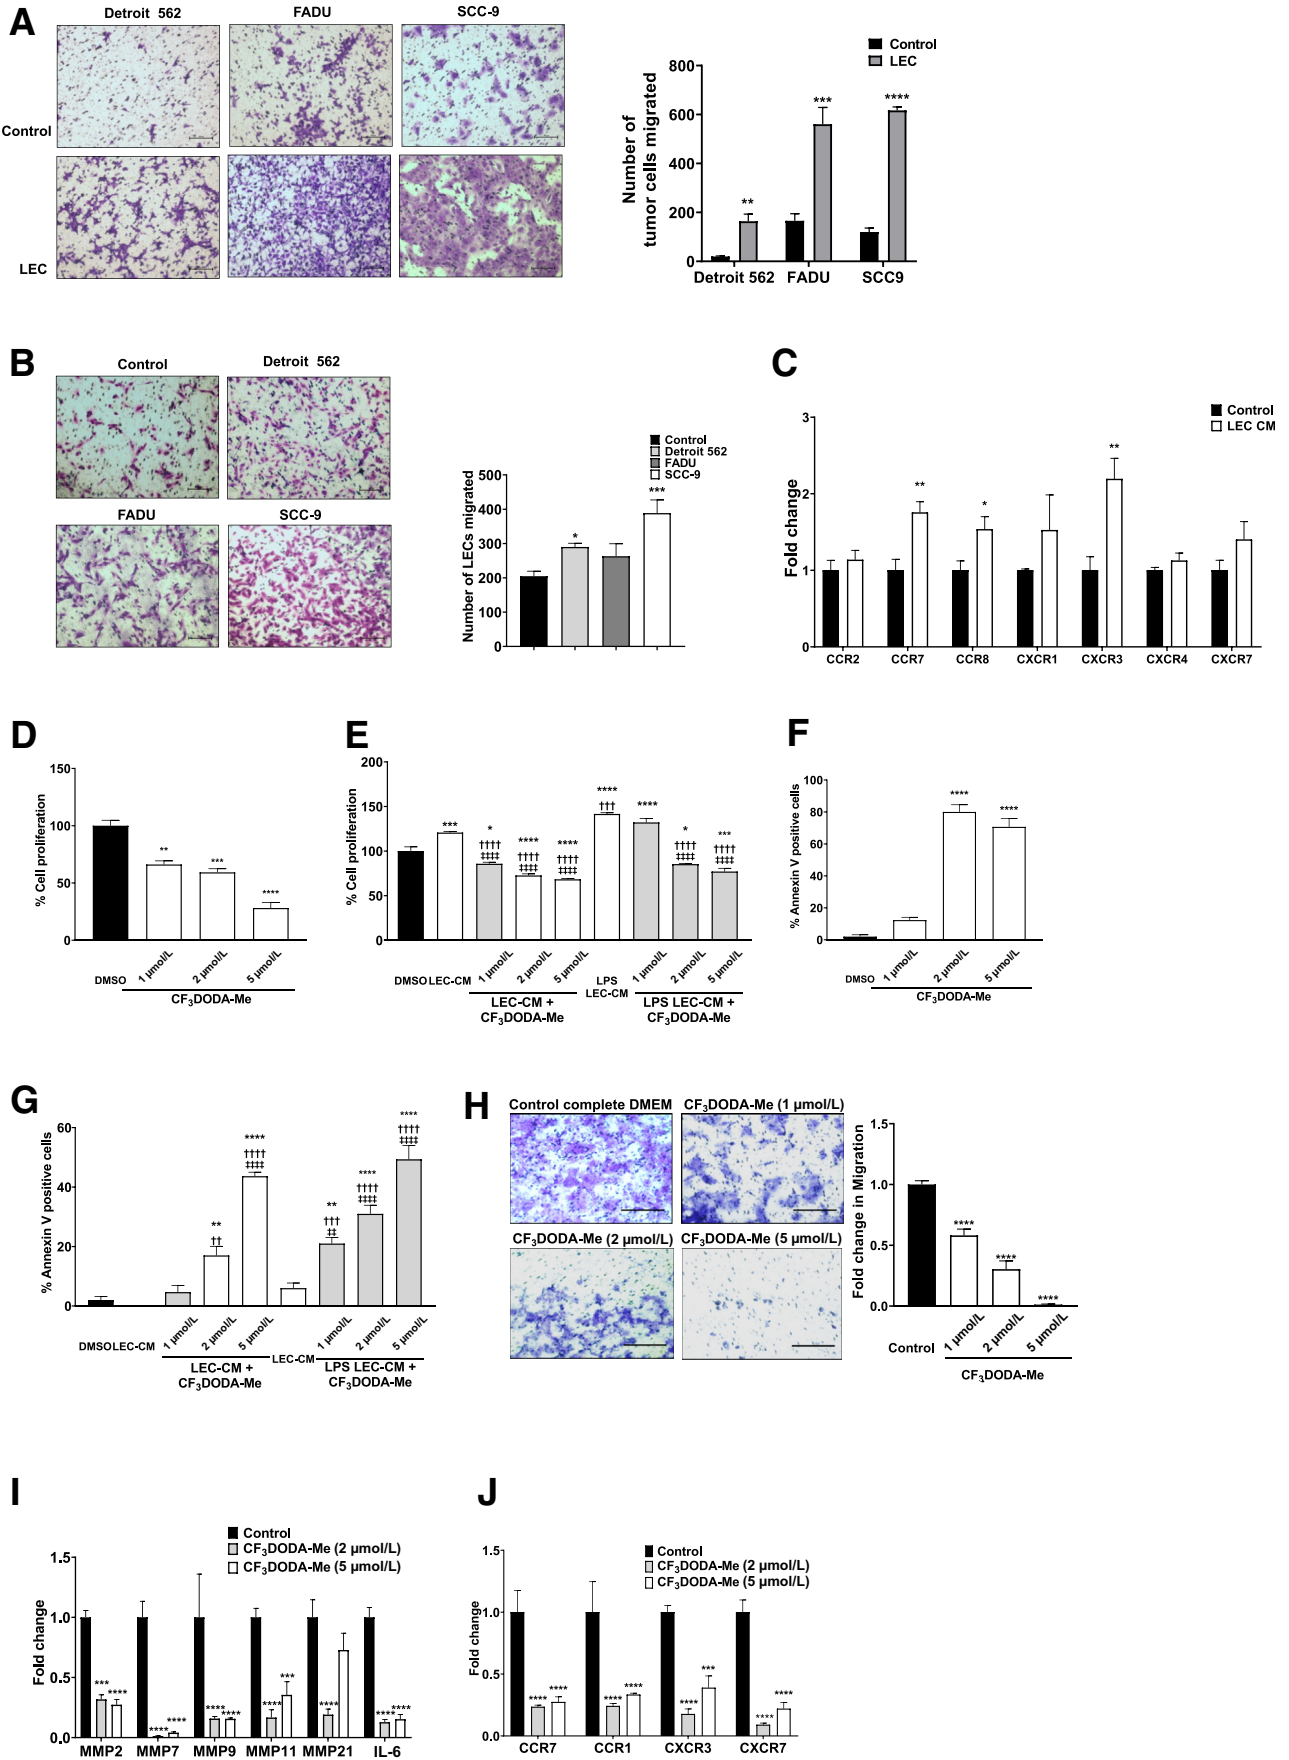 A
Detroit 562
FADU
SCC-9
Control
LEC
Control
LEC
Number of
tumor cells migrated
800
600
400
200
0
**
***
****
Detroit 562
FADU
SCC9
B
Control
Detroit 562
FADU
SCC-9
Control
Detroit 562
FADU
SCC-9
Number of LECs migrated
500
400
300
200
100
0
*
***
C
Control
LEC CM
Fold change
3
2
1
0
**
*
**
CCR2
CCR7
CCR8
CXCR1
CXCR3
CXCR4
CXCR7
D
% Cell proliferation
150
100
50
0
**
***
****
DMSO
1 µmol/L
2 µmol/L
5 µmol/L
CF3DODA-Me
E
% Cell proliferation
200
150
100
50
0
***
*
††††
‡‡‡‡
****
††††
‡‡‡‡
****
††††
‡‡‡‡
****
†††
****
*
††††
‡‡‡‡
***
††††
‡‡‡‡
DMSO
LEC-CM
1 µmol/L
2 µmol/L
5 µmol/L
LEC-CM +
CF3DODA-Me
LPS
LEC-CM
1 µmol/L
2 µmol/L
5 µmol/L
LPS LEC-CM +
CF3DODA-Me
F
% Annexin V positive cells
100
80
60
40
20
0
****
****
DMSO
1 µmol/L
2 µmol/L
5 µmol/L
CF3DODA-Me
G
% Annexin V positive cells
60
40
20
0
**
††
****
††††
‡‡‡‡
**
†††
‡‡
****
††††
‡‡‡‡
****
††††
‡‡‡‡
DMSO
LEC-CM
1 µmol/L
2 µmol/L
5 µmol/L
LEC-CM +
CF3DODA-Me
LEC-CM
1 µmol/L
2 µmol/L
5 µmol/L
LPS LEC-CM +
CF3DODA-Me
H
Control complete DMEM
CF3DODA-Me (1 µmol/L)
CF3DODA-Me (2 µmol/L)
CF3DODA-Me (5 µmol/L)
Fold change in Migration
1.5
1.0
0.5
0.0
****
****
****
Control
1 µmol/L
2 µmol/L
5 µmol/L
CF3DODA-Me
I
Control
CF3DODA-Me (2 µmol/L)
CF3DODA-Me (5 µmol/L)
Fold change
1.5
1.0
0.5
0.0
***
****
****
****
****
****
****
***
****
****
****
MMP2
MMP7
MMP9
MMP11
MMP21
IL-6
J
Control
CF3DODA-Me (2 µmol/L)
CF3DODA-Me (5 µmol/L)
Fold change
1.5
1.0
0.5
0.0
****
****
****
****
****
***
****
****
CCR7
CCR1
CXCR3
CXCR7